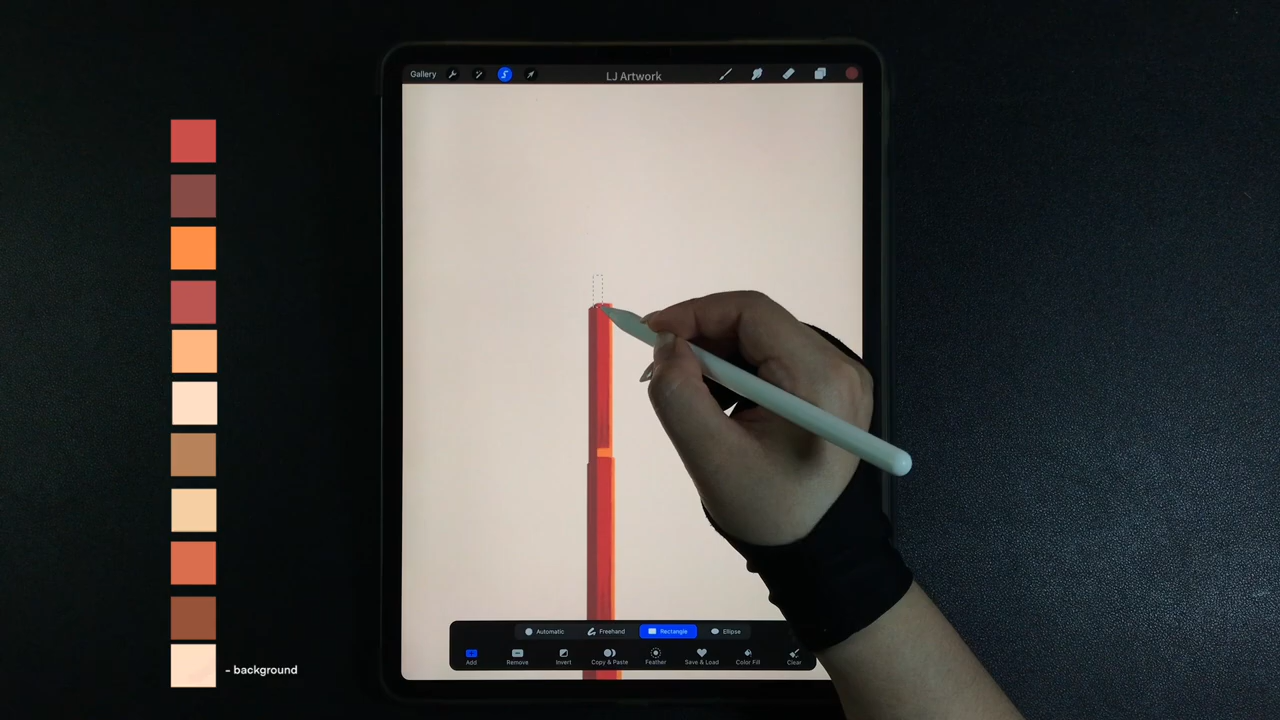 Gallery
LJ Artwork
Automatic
Freehand
Rectangle
Ellipse
Add
Remove
Invert
Copy & Paste
Feather
Save & Load
Color Fill
Clear
- background